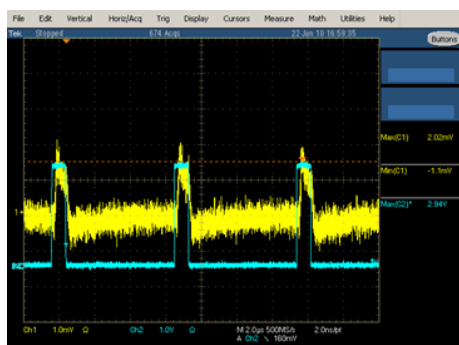 File Edit Vertical Horiz/Acq Trig Display Cursors Measure Math Utilities Help
Tek Stopped 674 Acqs 22 Jan 10 16:59:35 Buttons
Max(C1) 2.02mV
Min(C1) -1.1mV
Max(C2)* 2.94V
Ch1 1.0mV Ω Ch2 1.0V Ω M 2.0µs 500MS/s 2.0ns/pt
A Ch2 160mV